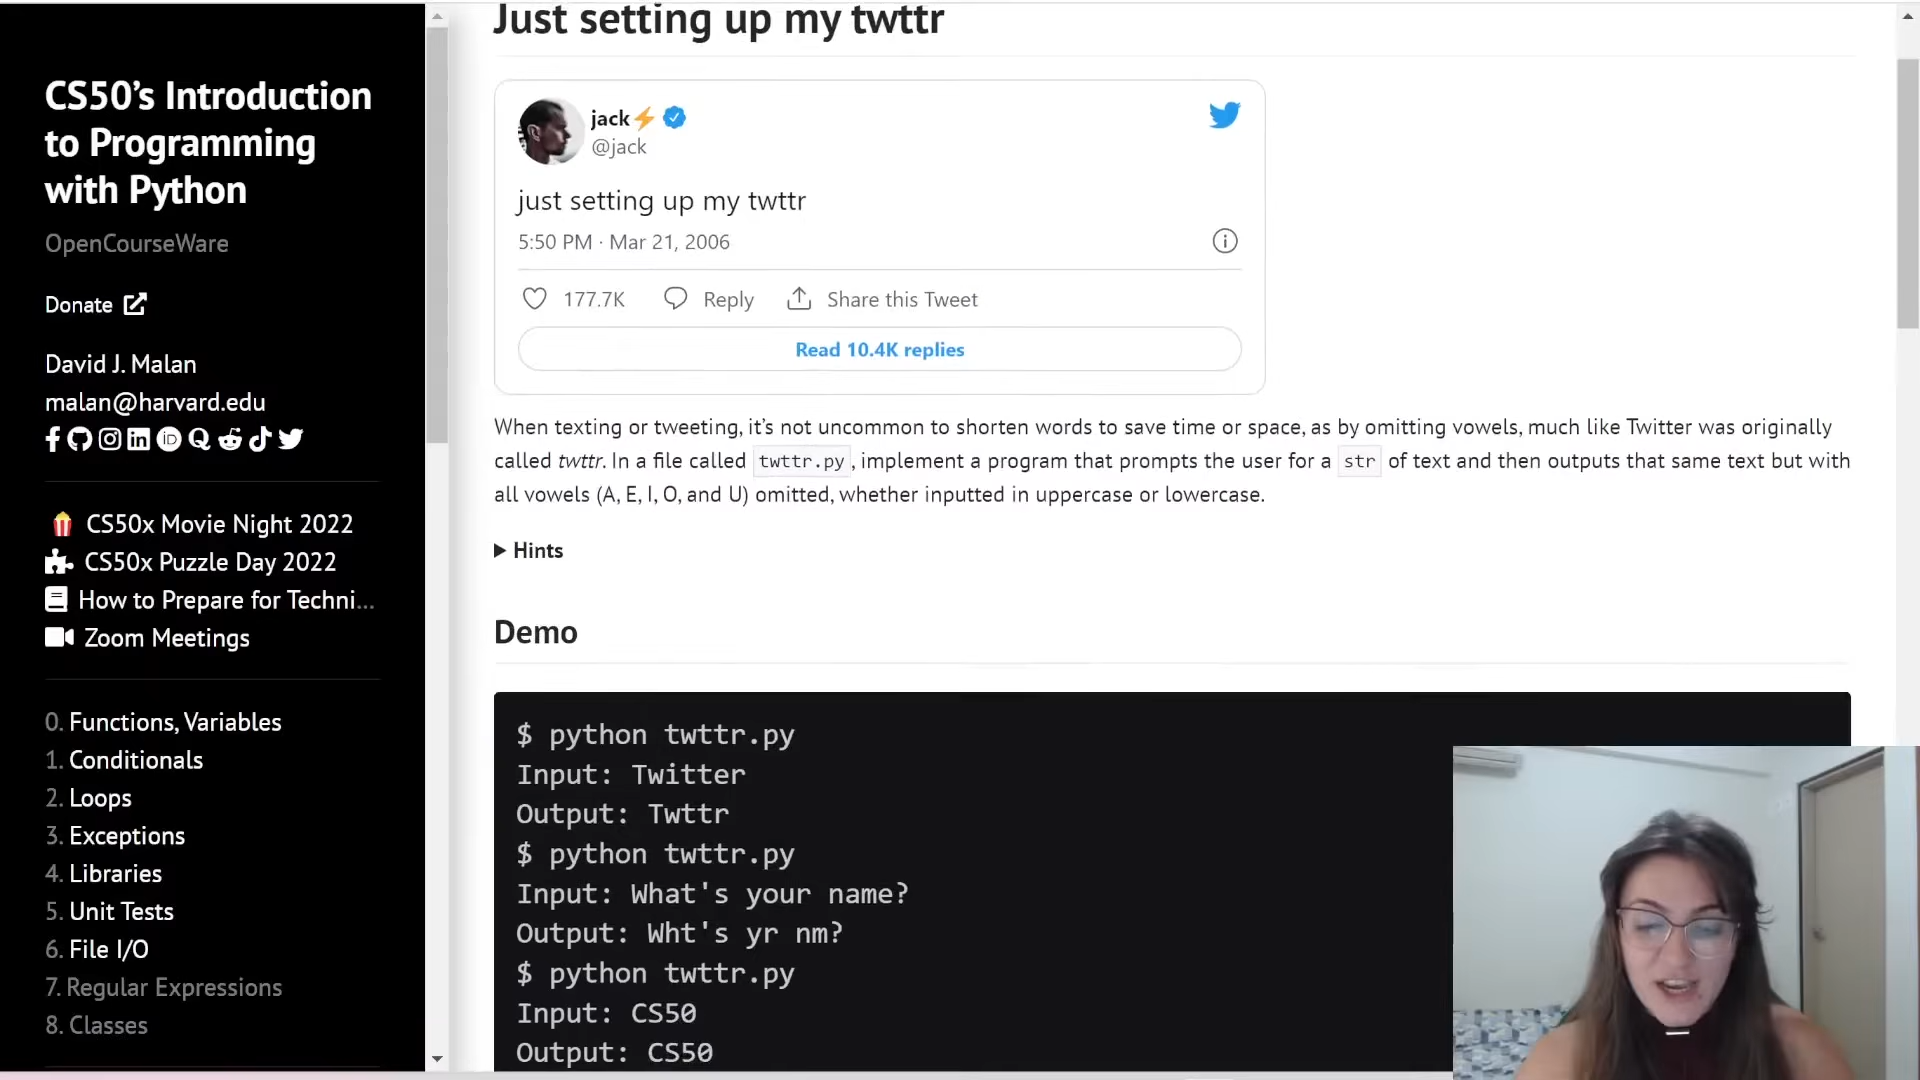 CS50’s Introduction
to Programming
with Python
OpenCourseWare
Donate
David J. Malan
malan@harvard.edu
CS50x Movie Night 2022
CS50x Puzzle Day 2022
How to Prepare for Techni...
Zoom Meetings
0. Functions, Variables
1. Conditionals
2. Loops
3. Exceptions
4. Libraries
5. Unit Tests
6. File I/O
7. Regular Expressions
8. Classes
Just setting up my twttr
jack⚡
@jack
just setting up my twttr
5:50 PM · Mar 21, 2006
177.7K Reply Share this Tweet
Read 10.4K replies
When texting or tweeting, it’s not uncommon to shorten words to save time or space, as by omitting vowels, much like Twitter was originally
called twttr. In a file called twttr.py, implement a program that prompts the user for a str of text and then outputs that same text but with
all vowels (A, E, I, O, and U) omitted, whether inputted in uppercase or lowercase.
▶ Hints
Demo
$ python twttr.py
Input: Twitter
Output: Twttr
$ python twttr.py
Input: What's your name?
Output: Wht's yr nm?
$ python twttr.py
Input: CS50
Output: CS50